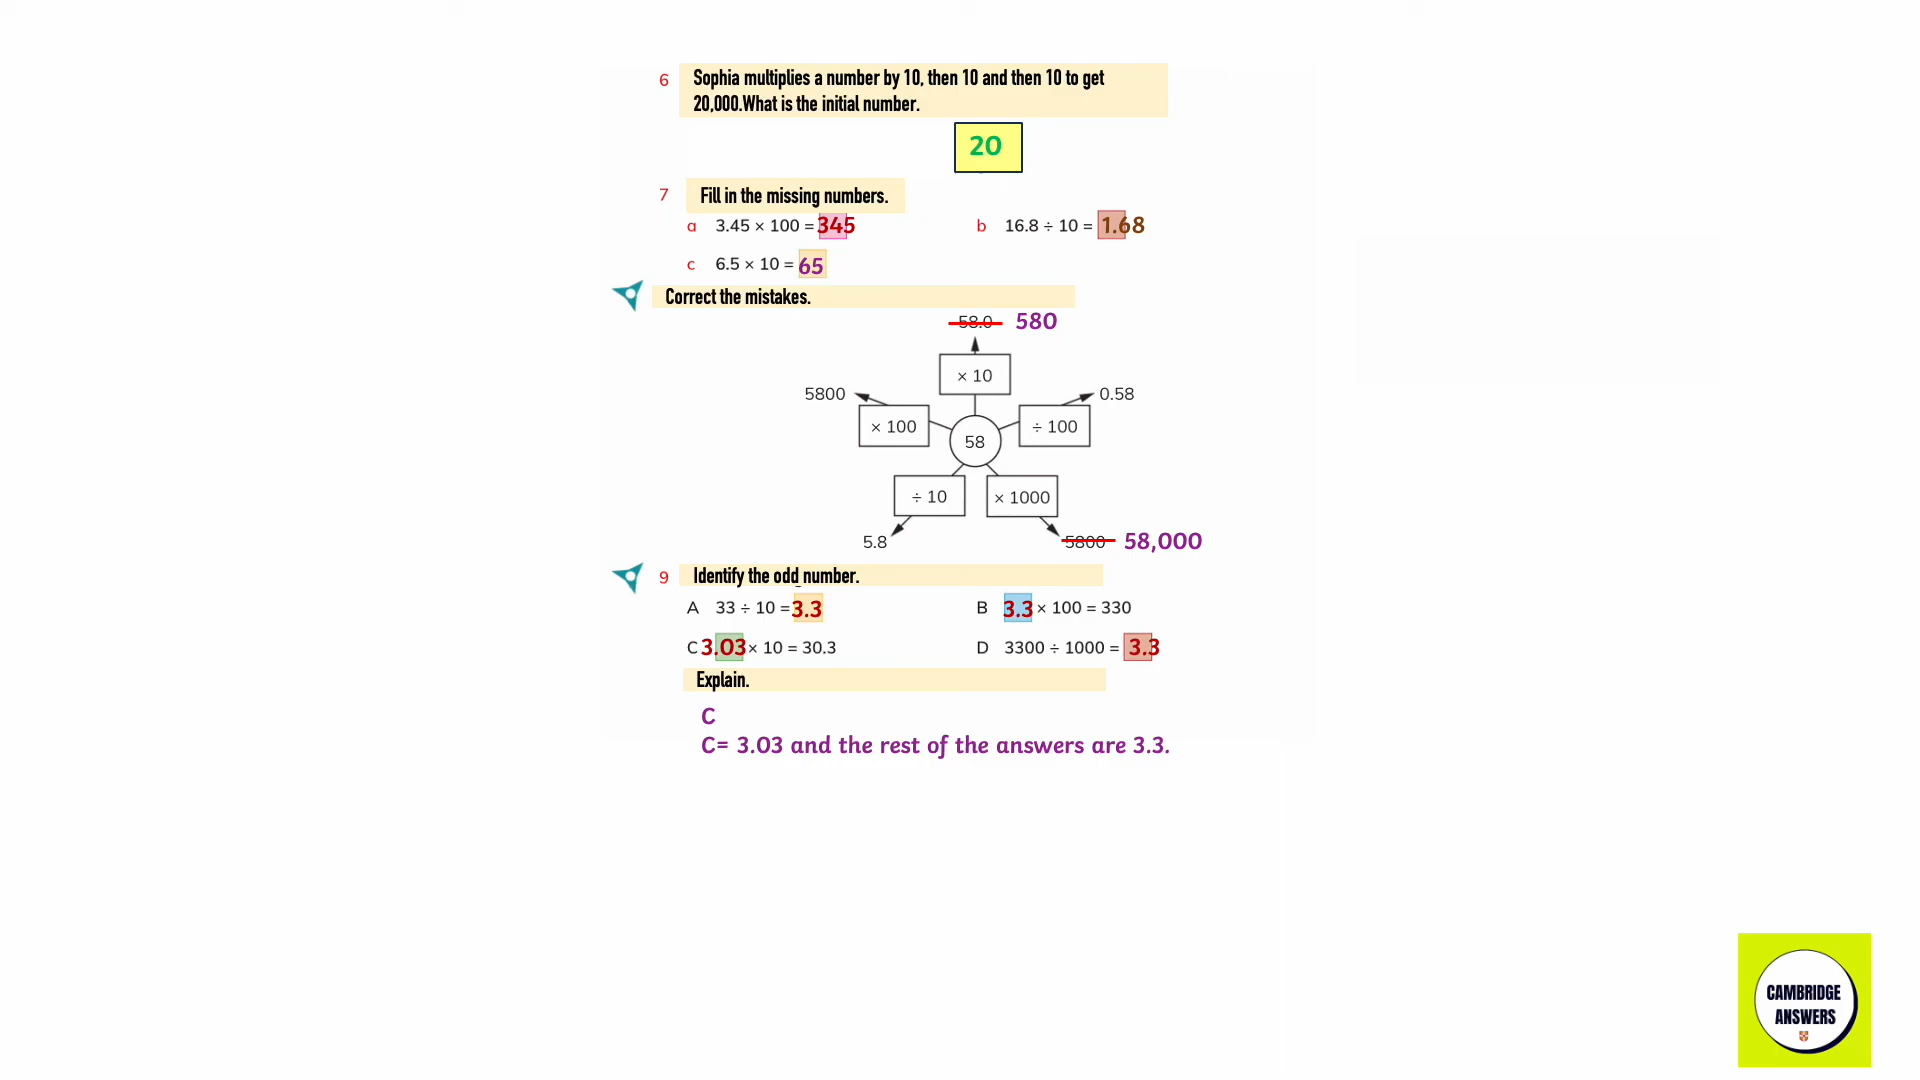 6 Sophia multiplies a number by 10, then 10 and then 10 to get
20,000.What is the initial number.
20
7 Fill in the missing numbers.
a 3.45 × 100 = 345
b 16.8 ÷ 10 = 1.68
c 6.5 × 10 = 65
Correct the mistakes.
58.0 580
× 10
5800
0.58
× 100
÷ 100
58
÷ 10
× 1000
5.8
5800 58,000
9 Identify the odd number.
A 33 ÷ 10 = 3.3
B 3.3 × 100 = 330
C 3.03 × 10 = 30.3
D 3300 ÷ 1000 = 3.3
Explain.
C
C= 3.03 and the rest of the answers are 3.3.
CAMBRIDGE
ANSWERS